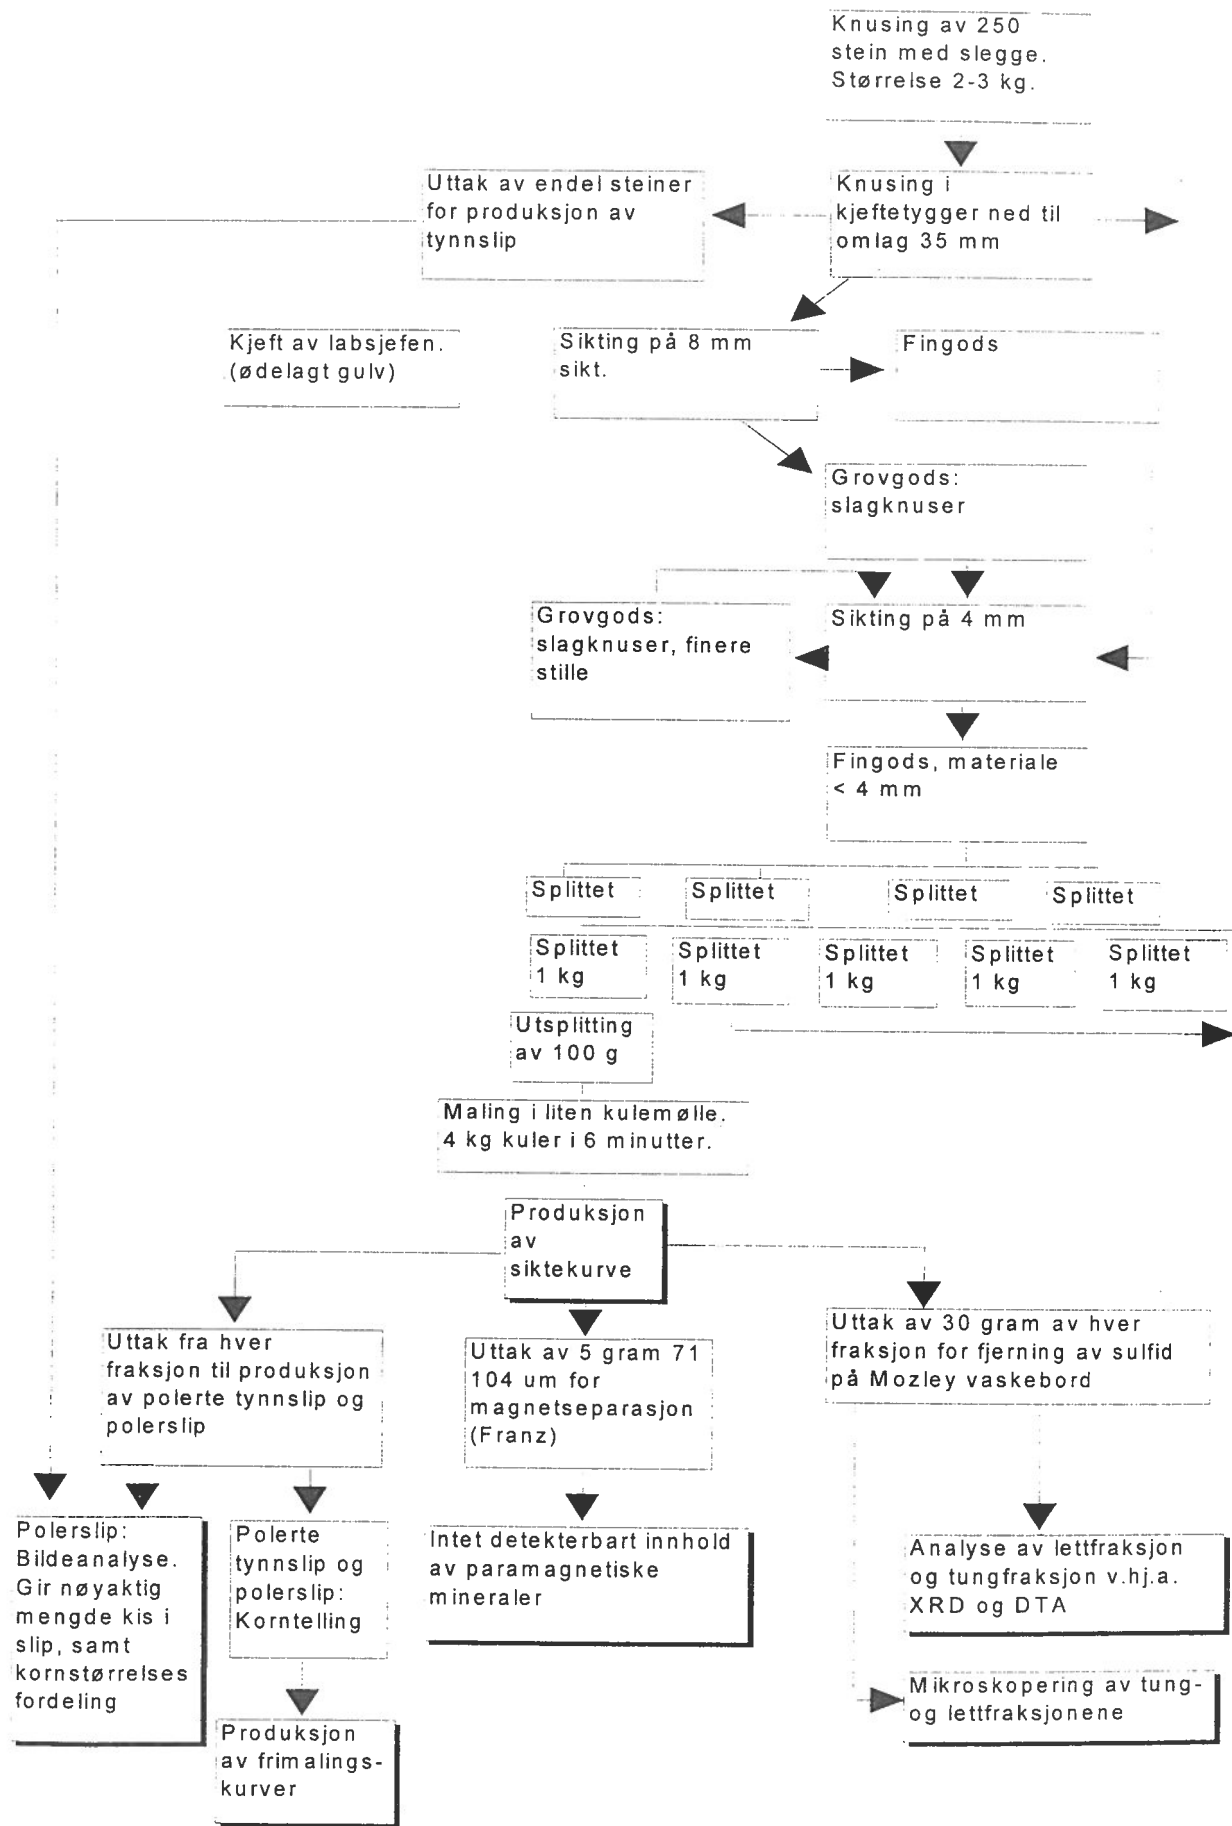 Knusing av 250
stein med slegge.
Størrelse 2-3 kg.
Uttak av endel steiner
for produksjon av
tynnslip
Knusing i
kjeftetygger ned til
omlag 35 mm
Kjeft av labsjefen.
(ødelagt gulv)
Sikting på 8 mm
sikt.
Fingods
Grovgods:
slagknuser
Grovgods:
slagknuser, finere
stille
Sikting på 4 mm
Fingods, materiale
< 4 mm
Splittet
Splittet
Splittet
Splittet
Splittet
1 kg
Splittet
1 kg
Splittet
1 kg
Splittet
1 kg
Splittet
1 kg
Utsplitting
av 100 g
Maling i liten kulemølle.
4 kg kuler i 6 minutter.
Produksjon
av
siktekurve
Uttak fra hver
fraksjon til produksjon
av polerte tynnslip og
polerslip
Uttak av 5 gram 71
104 um for
magnetseparasjon
(Franz)
Uttak av 30 gram av hver
fraksjon for fjerning av sulfid
på Mozley vaskebord
Polerslip:
Bildeanalyse.
Gir nøyaktig
mengde kis i
slip, samt
kornstørrelses
fordeling
Polerte
tynnslip og
polerslip:
Korntelling
Intet detekterbart innhold
av paramagnetiske
mineraler
Analyse av lettfraksjon
og tungfraksjon v.hj.a.
XRD og DTA
Mikroskopering av tung-
og lettfraksjonene
Produksjon
av frimalings-
kurver